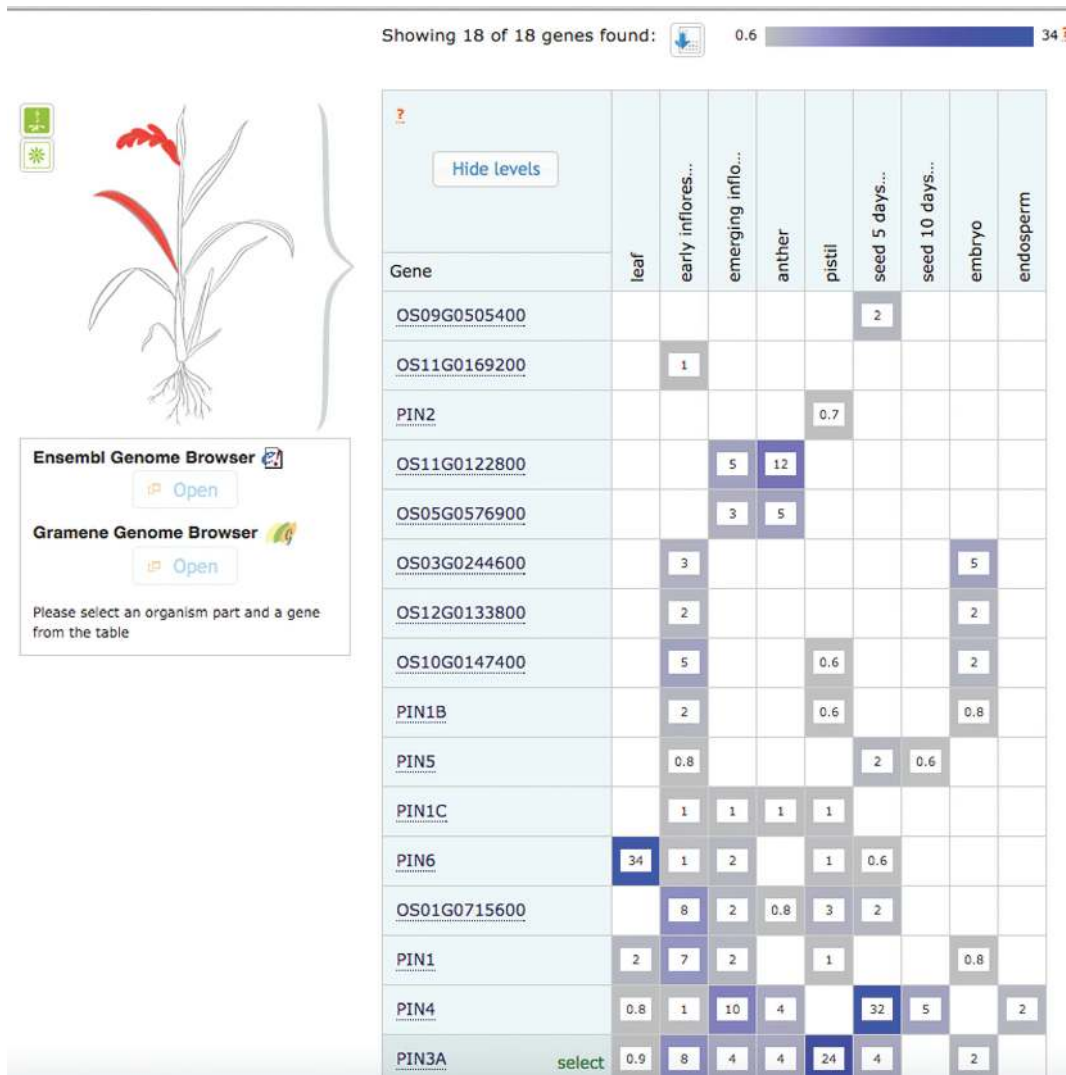 Showing 18 of 18 genes found: 0.6 34 ?
?
Hide levels
Gene leaf early inflores... emerging inflo... anther pistil seed 5 days... seed 10 days... embryo endosperm
OS09G0505400 2
OS11G0169200 1
PIN2 0.7
OS11G0122800 5 12
OS05G0576900 3 5
OS03G0244600 3 5
OS12G0133800 2 2
OS10G0147400 5 0.6 2
PIN1B 2 0.6 0.8
PIN5 0.8 2 0.6
PIN1C 1 1 1 1
PIN6 34 1 2 1 0.6
OS01G0715600 8 2 0.8 3 2
PIN1 2 7 2 1 0.8
PIN4 0.8 1 10 4 32 5 2
PIN3A select 0.9 8 4 4 24 4 2
Ensembl Genome Browser
Open
Gramene Genome Browser
Open
Please select an organism part and a gene
from the table